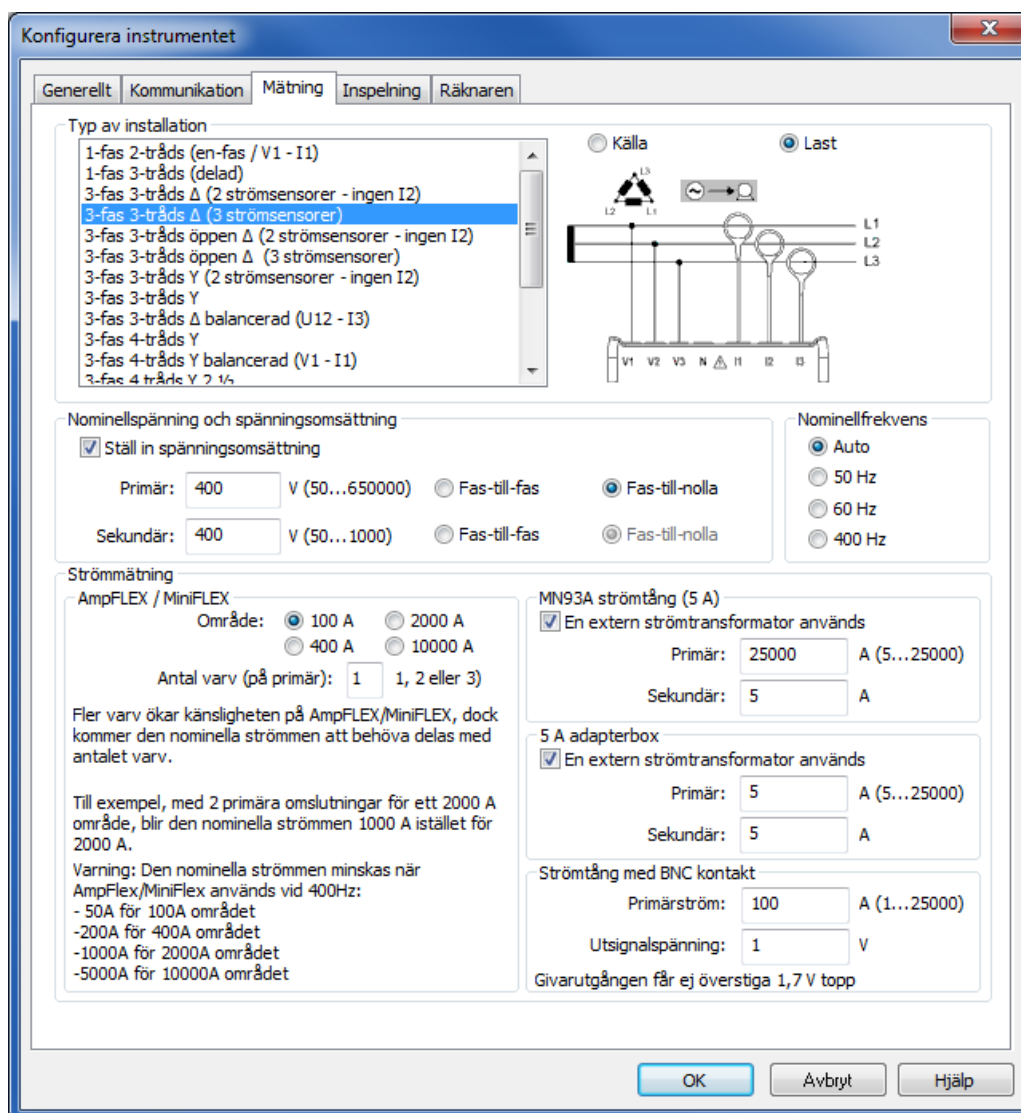 Konfigurera instrumentet
X
Generellt Kommunikation Mätning Inspelning Räknaren
Typ av installation
1-fas 2-tråds (en-fas / V1 - I1)
1-fas 3-tråds (delad)
3-fas 3-tråds Δ (2 strömsensorer - ingen I2)
3-fas 3-tråds Δ (3 strömsensorer)
3-fas 3-tråds öppen Δ (2 strömsensorer - ingen I2)
3-fas 3-tråds öppen Δ (3 strömsensorer)
3-fas 3-tråds Y (2 strömsensorer - ingen I2)
3-fas 3-tråds Y
3-fas 3-tråds Δ balancerad (U12 - I3)
3-fas 4-tråds Y
3-fas 4-tråds Y balancerad (V1 - I1)
3-fas 4 tråds Y 2 ½
Källa Last
L3
L2 L1
L1
L2
L3
V1 V2 V3 N I1 I2 I3
Nominellspänning och spänningsomsättning
Ställ in spänningsomsättning
Primär: 400 V (50...650000) Fas-till-fas Fas-till-nolla
Sekundär: 400 V (50...1000) Fas-till-fas Fas-till-nolla
Nominellfrekvens
Auto
50 Hz
60 Hz
400 Hz
Strömmätning
AmpFLEX / MiniFLEX
Område: 100 A 2000 A
400 A 10000 A
Antal varv (på primär): 1 1, 2 eller 3)
Fler varv ökar känsligheten på AmpFLEX/MiniFLEX, dock
kommer den nominella strömmen att behöva delas med
antalet varv.
Till exempel, med 2 primära omslutningar för ett 2000 A
område, blir den nominella strömmen 1000 A istället för
2000 A.
Varning: Den nominella strömmen minskas när
AmpFlex/MiniFlex används vid 400Hz:
- 50A för 100A området
-200A för 400A området
-1000A för 2000A området
-5000A för 10000A området
MN93A strömtång (5 A)
En extern strömtransformator används
Primär: 25000 A (5...25000)
Sekundär: 5 A
5 A adapterbox
En extern strömtransformator används
Primär: 5 A (5...25000)
Sekundär: 5 A
Strömtång med BNC kontakt
Primärström: 100 A (1...25000)
Utsignalspänning: 1 V
Givarutgången får ej överstiga 1,7 V topp
OK Avbryt Hjälp